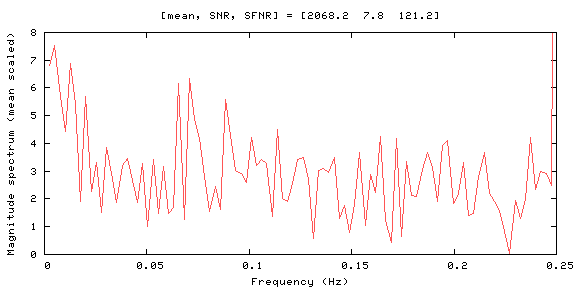 [mean, SNR, SFNR] = [2068.2 7.8 121.2]
Magnitude spectrum (mean scaled)
8
7
6
5
4
3
2
1
0
0 0.05 0.1 0.15 0.2 0.25
Frequency (Hz)